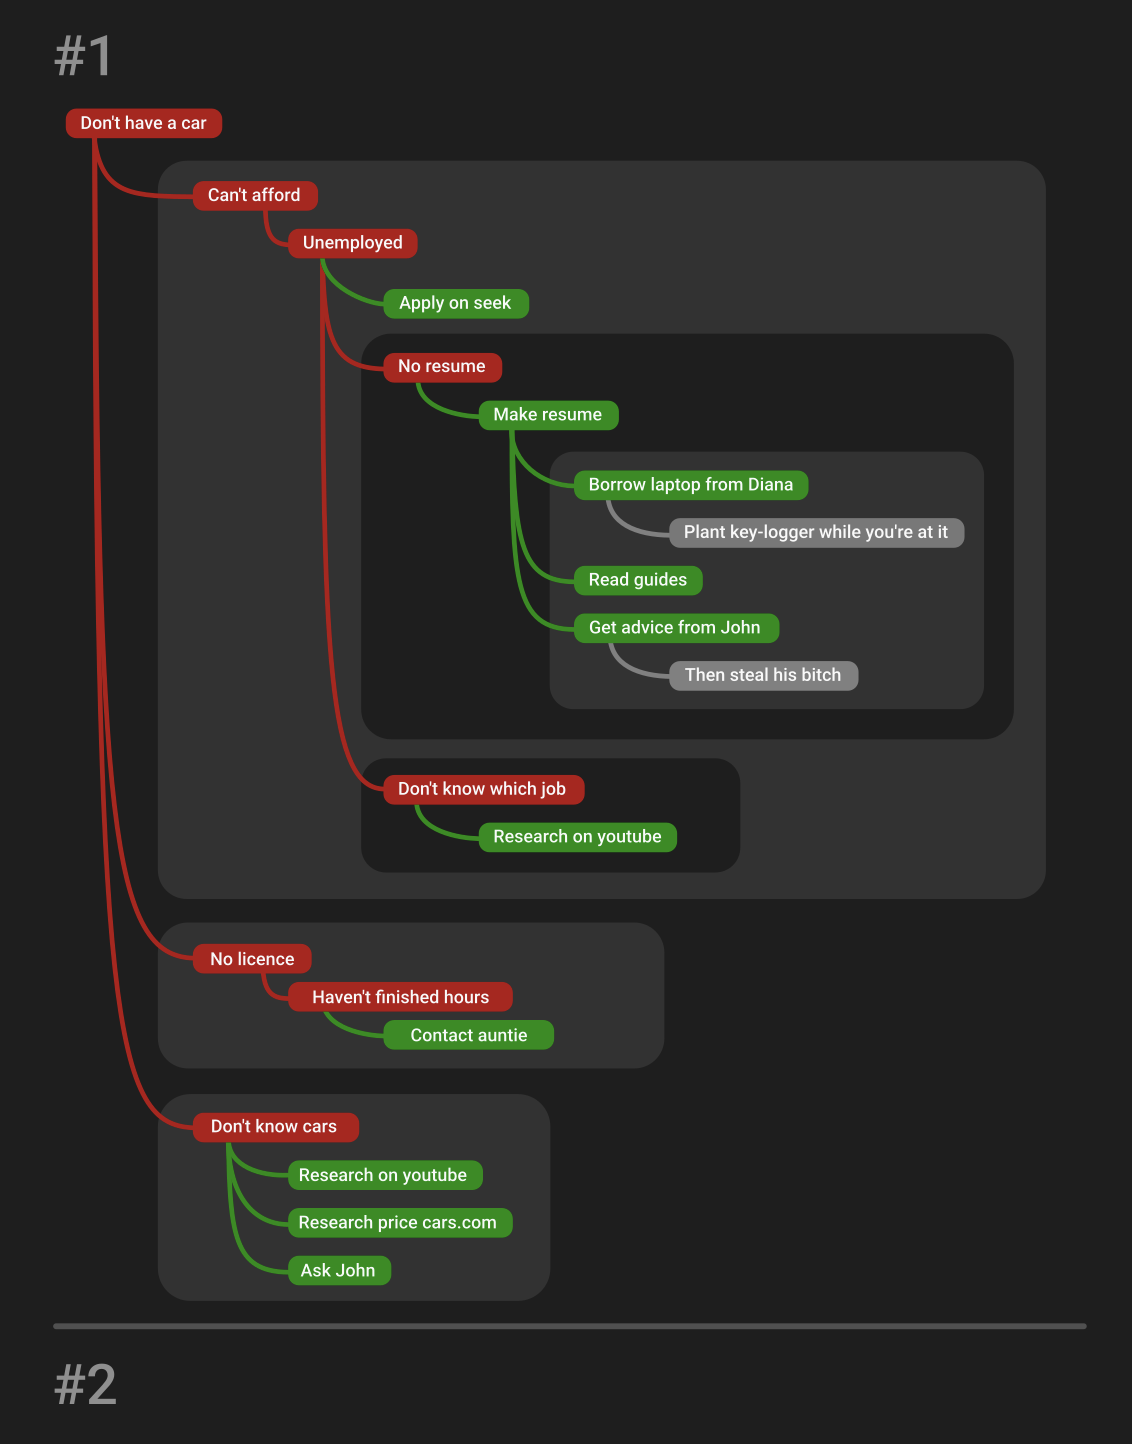 #1
Don't have a car
Can't afford
Unemployed
Apply on seek
No resume
Make resume
Borrow laptop from Diana
Plant key-logger while you're at it
Read guides
Get advice from John
Then steal his bitch
Don't know which job
Research on youtube
No licence
Haven't finished hours
Contact auntie
Don't know cars
Research on youtube
Research price cars.com
Ask John
#2